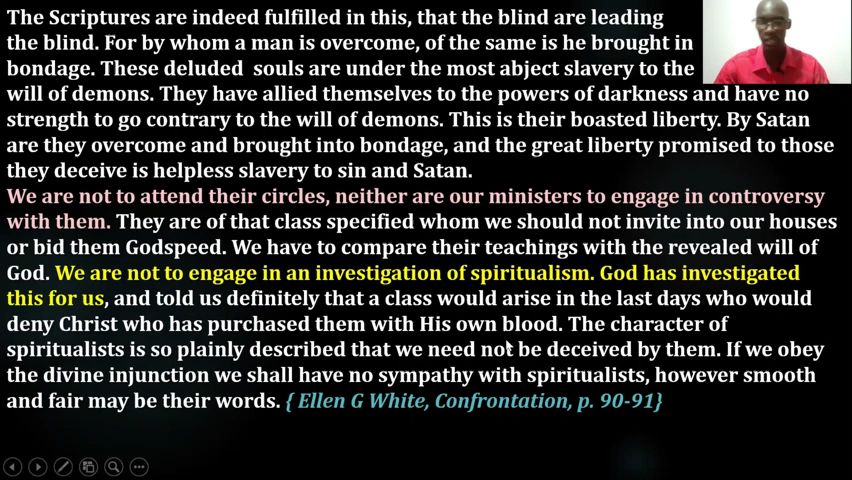 The Scriptures are indeed fulfilled in this, that the blind are leading
the blind. For by whom a man is overcome, of the same is he brought in
bondage. These deluded souls are under the most abject slavery to the
will of demons. They have allied themselves to the powers of darkness and have no
strength to go contrary to the will of demons. This is their boasted liberty. By Satan
are they overcome and brought into bondage, and the great liberty promised to those
they deceive is helpless slavery to sin and Satan.
We are not to attend their circles, neither are our ministers to engage in controversy
with them. They are of that class specified whom we should not invite into our houses
or bid them Godspeed. We have to compare their teachings with the revealed will of
God. We are not to engage in an investigation of spiritualism. God has investigated
this for us, and told us definitely that a class would arise in the last days who would
deny Christ who has purchased them with His own blood. The character of
spiritualists is so plainly described that we need not be deceived by them. If we obey
the divine injunction we shall have no sympathy with spiritualists, however smooth
and fair may be their words. { Ellen G White, Confrontation, p. 90-91}